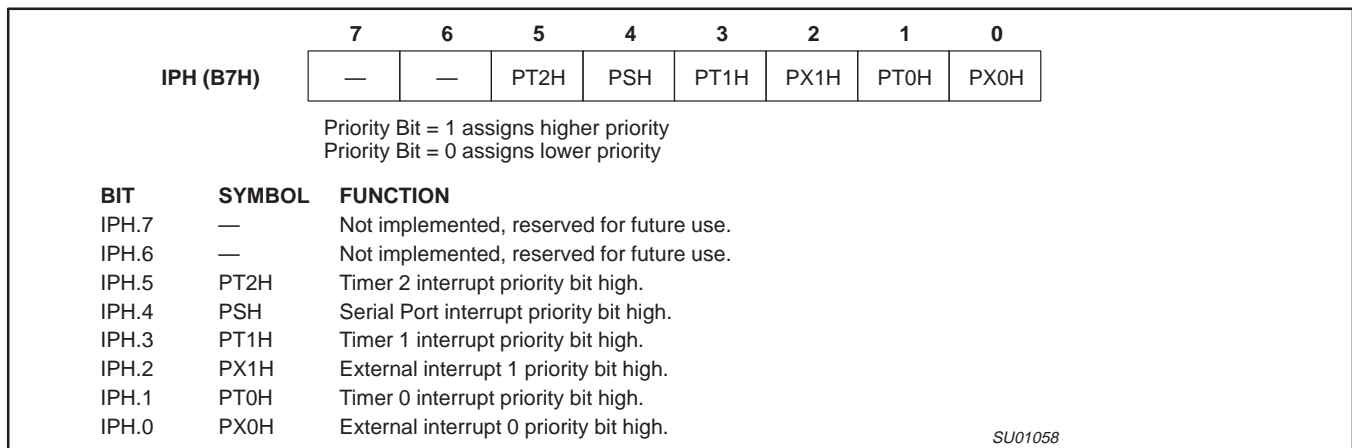 7 6 5 4 3 2 1 0
IPH (B7H) — — PT2H PSH PT1H PX1H PT0H PX0H
Priority Bit = 1 assigns higher priority
Priority Bit = 0 assigns lower priority
BIT SYMBOL FUNCTION
IPH.7 — Not implemented, reserved for future use.
IPH.6 — Not implemented, reserved for future use.
IPH.5 PT2H Timer 2 interrupt priority bit high.
IPH.4 PSH Serial Port interrupt priority bit high.
IPH.3 PT1H Timer 1 interrupt priority bit high.
IPH.2 PX1H External interrupt 1 priority bit high.
IPH.1 PT0H Timer 0 interrupt priority bit high.
IPH.0 PX0H External interrupt 0 priority bit high.
SU01058